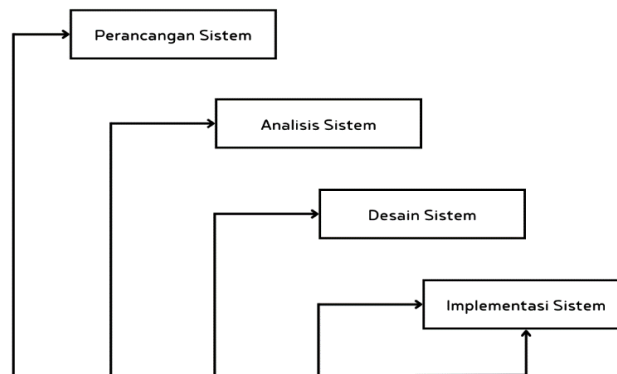 Perancangan Sistem
Analisis Sistem
Desain Sistem
Implementasi Sistem